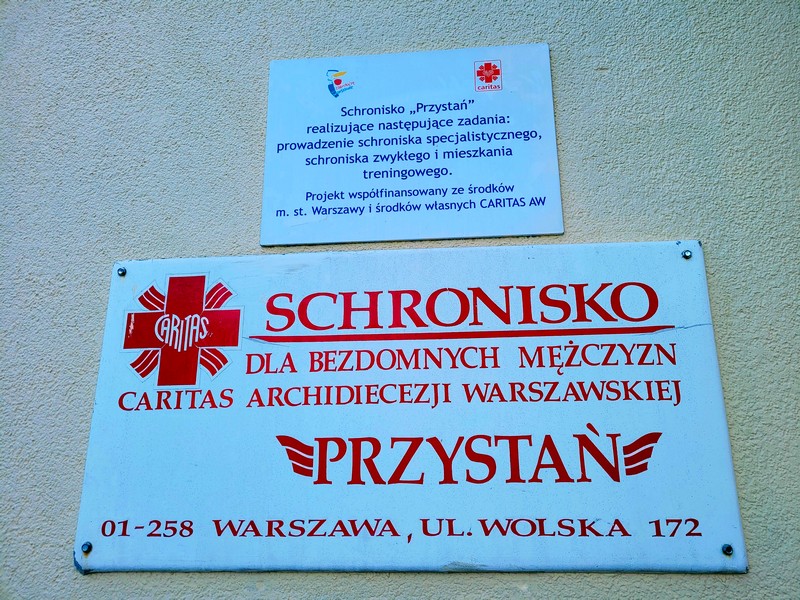 caritas
Schronisko „Przystań”
realizujące następujące zadania:
prowadzenie schroniska specjalistycznego,
schroniska zwykłego i mieszkania
treningowego.
Projekt współfinansowany ze środków
m. st. Warszawy i środków własnych CARITAS AW
CARITAS
SCHRONISKO
DLA BEZDOMNYCH MĘŻCZYZN
CARITAS ARCHIDIECEZJI WARSZAWSKIEJ
PRZYSTAŃ
01-258 WARSZAWA, UL. WOLSKA 172